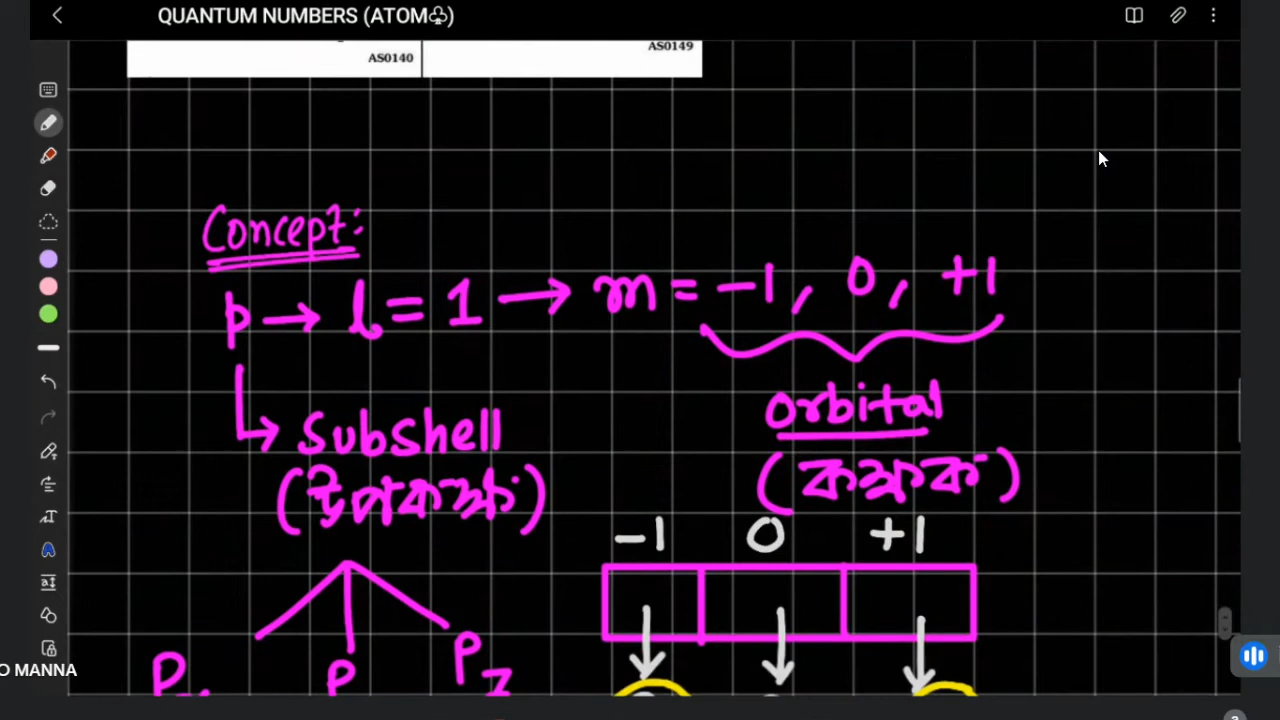 QUANTUM NUMBERS (ATOM♧)
AS0140
AS0149
Concept:
p → l = 1 → m = -1, 0, +1
Subshell
orbital
(উপকক্ষ)
(কক্ষক)
-1 0 +1
P P P z
O MANNA